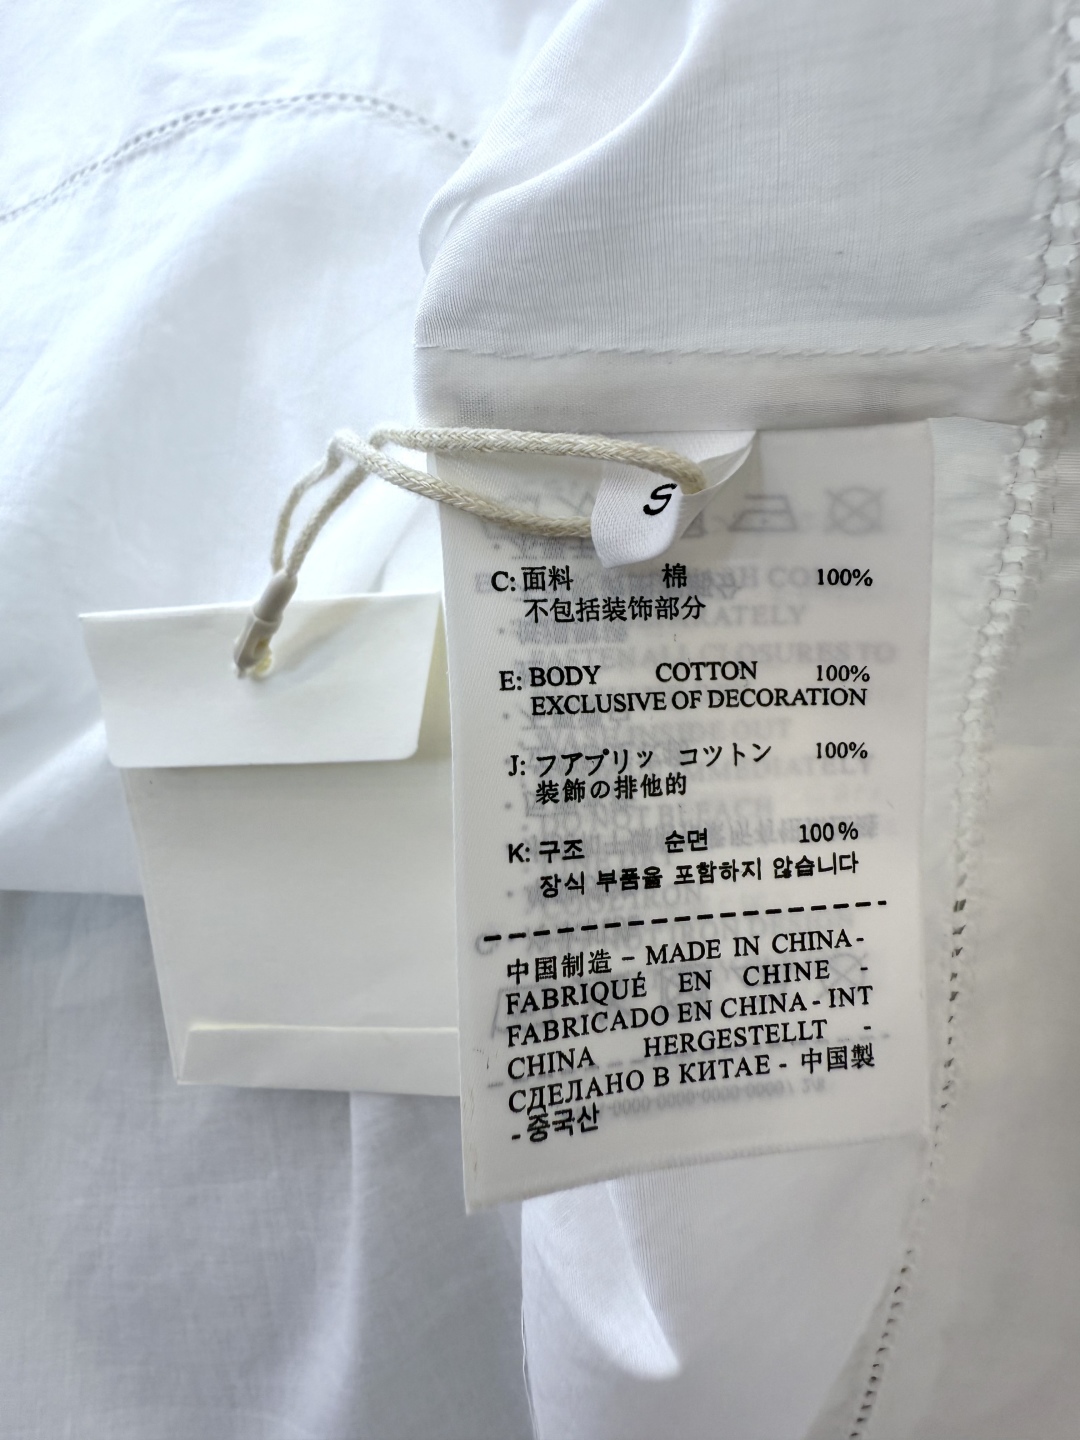 S
C: 面料 棉 100%
不包括装饰部分
E: BODY COTTON 100%
EXCLUSIVE OF DECORATION
J: フアプリッ コツトン 100%
装飾の排他的
K: 구조 순면 100%
장식 부품을 포함하지 않습니다
中国制造 - MADE IN CHINA -
FABRIQUÉ EN CHINE -
FABRICADO EN CHINA - INT
CHINA HERGESTELLT -
СДЕЛАНО В КИТАЕ - 中国製
- 중국산